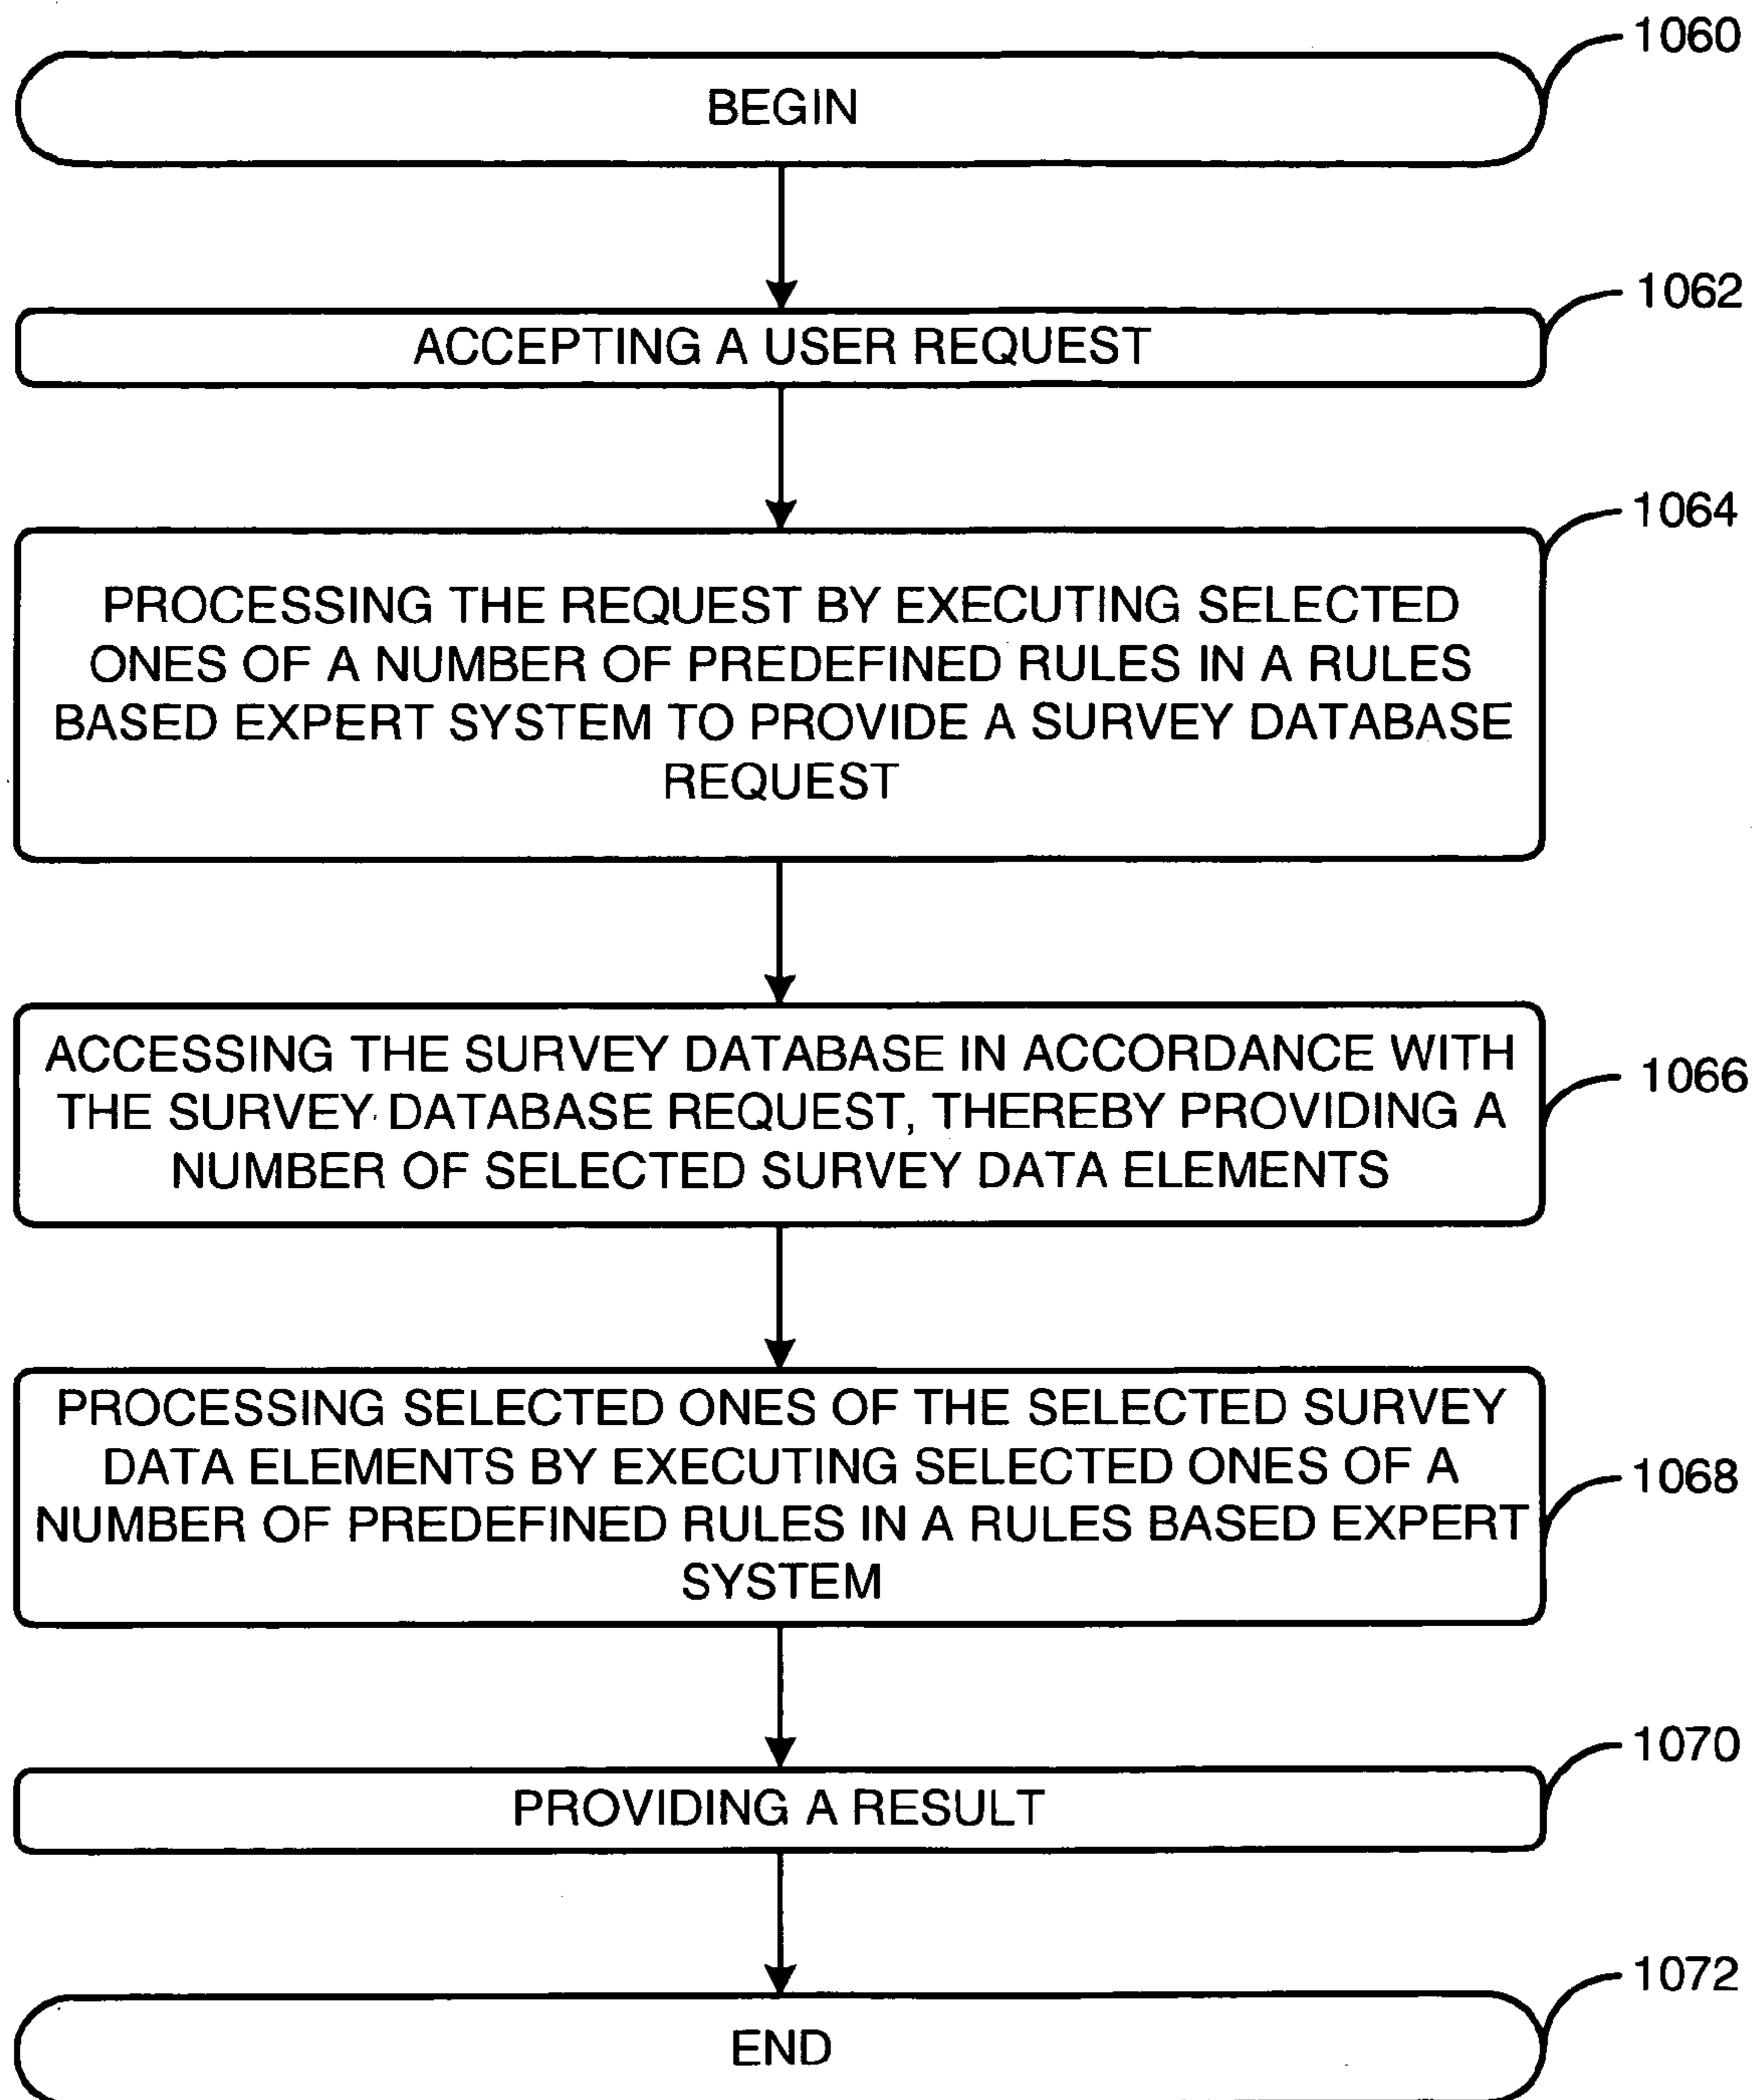 1060
BEGIN
1062
ACCEPTING A USER REQUEST
1064
PROCESSING THE REQUEST BY EXECUTING SELECTED
ONES OF A NUMBER OF PREDEFINED RULES IN A RULES
BASED EXPERT SYSTEM TO PROVIDE A SURVEY DATABASE
REQUEST
ACCESSING THE SURVEY DATABASE IN ACCORDANCE WITH
1066
THE SURVEY DATABASE REQUEST, THEREBY PROVIDING A
NUMBER OF SELECTED SURVEY DATA ELEMENTS
PROCESSING SELECTED ONES OF THE SELECTED SURVEY
DATA ELEMENTS BY EXECUTING SELECTED ONES OF A
1068
NUMBER OF PREDEFINED RULES IN A RULES BASED EXPERT
SYSTEM
1070
PROVIDING A RESULT
1072
END